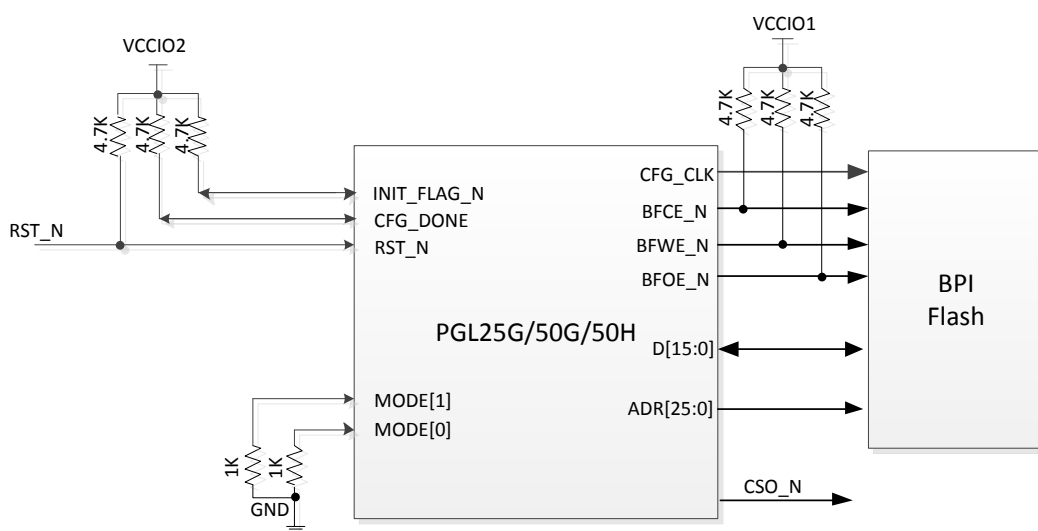 VCCIO2
VCCIO1
4.7K
4.7K
4.7K
4.7K
4.7K
4.7K
INIT_FLAG_N
CFG_DONE
RST_N
RST_N
CFG_CLK
BFCE_N
BFWE_N
BFOE_N
BPI
Flash
PGL25G/50G/50H
D[15:0]
ADR[25:0]
MODE[1]
MODE[0]
1K
1K
GND
CSO_N